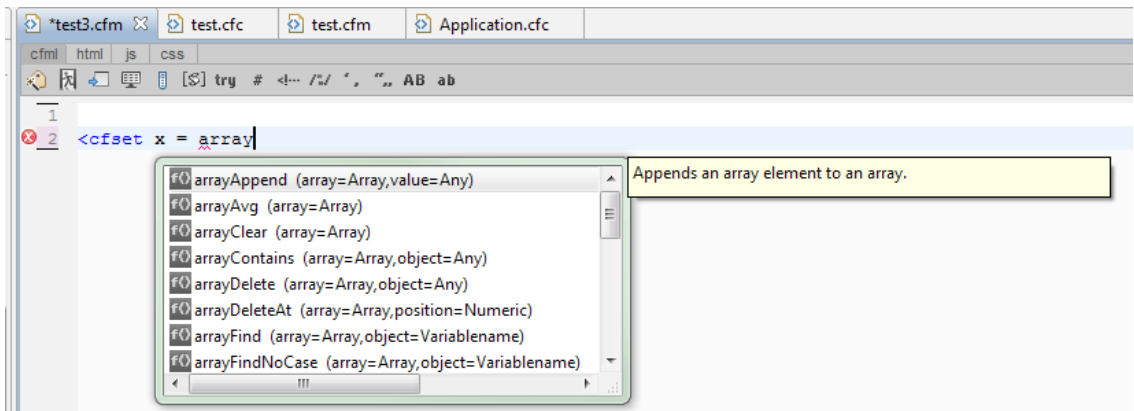 *test3.cfm test.cfc test.fm Application.cfc
cfml html js css
[S] try # <!-- /*/ ‘, “„ AB ab
1
2 <cfset x = array
f() arrayAppend (array=Array,value=Any)
Appends an array element to an array.
f() arrayAvg (array=Array)
f() arrayClear (array=Array)
f() arrayContains (array=Array,object=Any)
f() arrayDelete (array=Array,object=Any)
f() arrayDeleteAt (array=Array,position=Numeric)
f() arrayFind (array=Array,object=Variablename)
f() arrayFindNoCase (array=Array,object=Variablename)